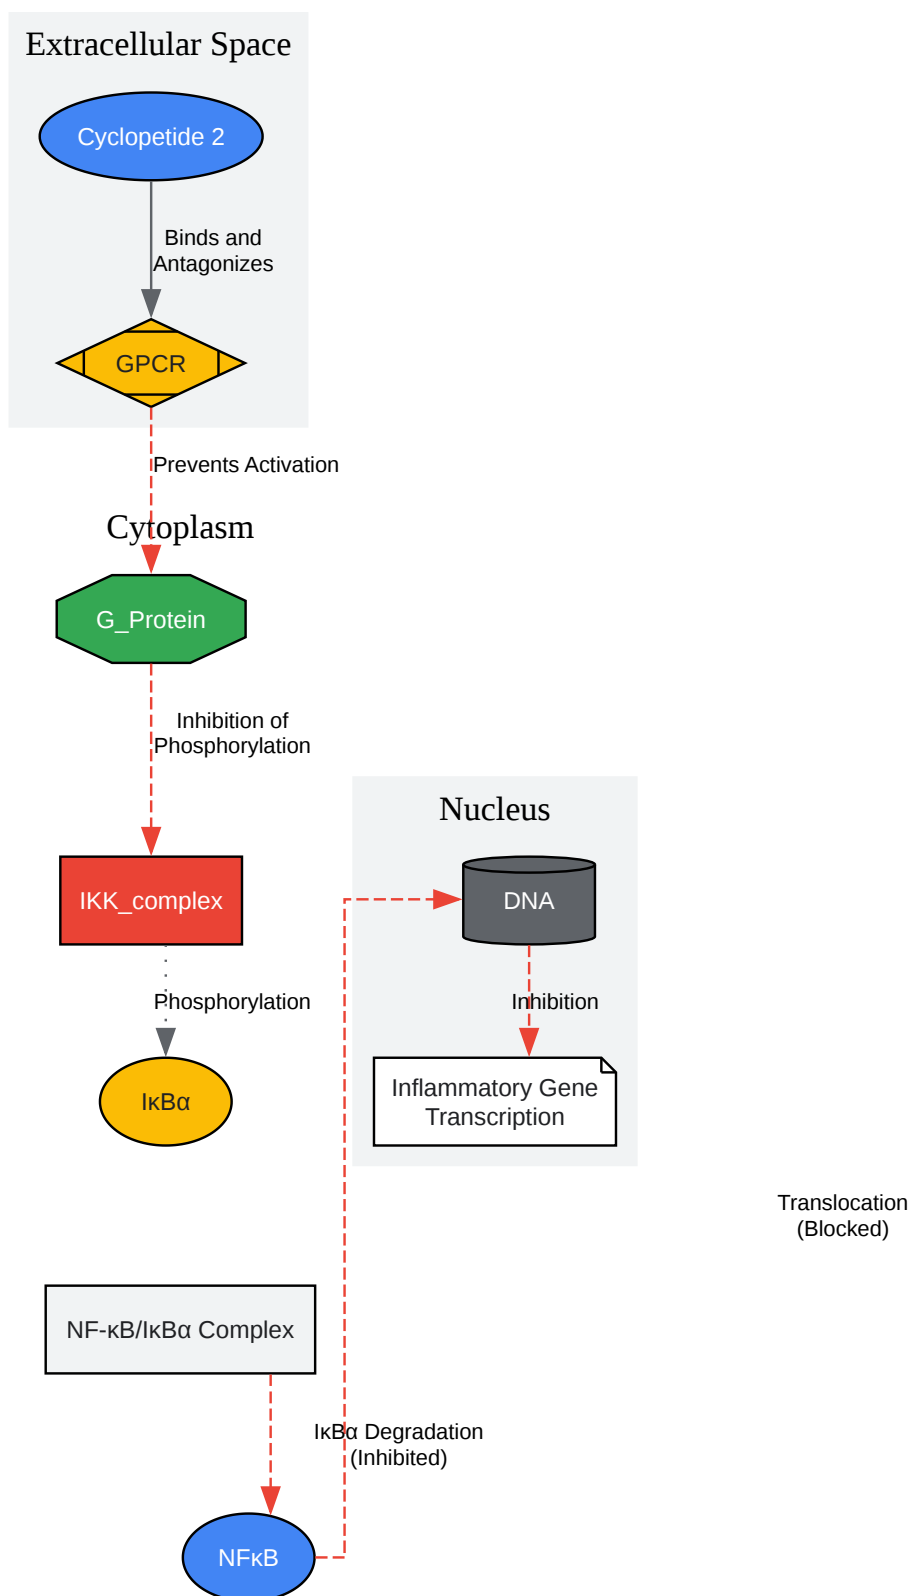 Extracellular Space
Cyclopetide 2
Binds and
Antagonizes
GPCR
Prevents Activation
Cytoplasm
G_Protein
Inhibition of
Phosphorylation
IKK_complex
Phosphorylation
IκBα
Nucleus
DNA
Inhibition
Inflammatory Gene
Transcription
Translocation
(Blocked)
NF-κB/IκBα Complex
IκBα Degradation
(Inhibited)
NFκB